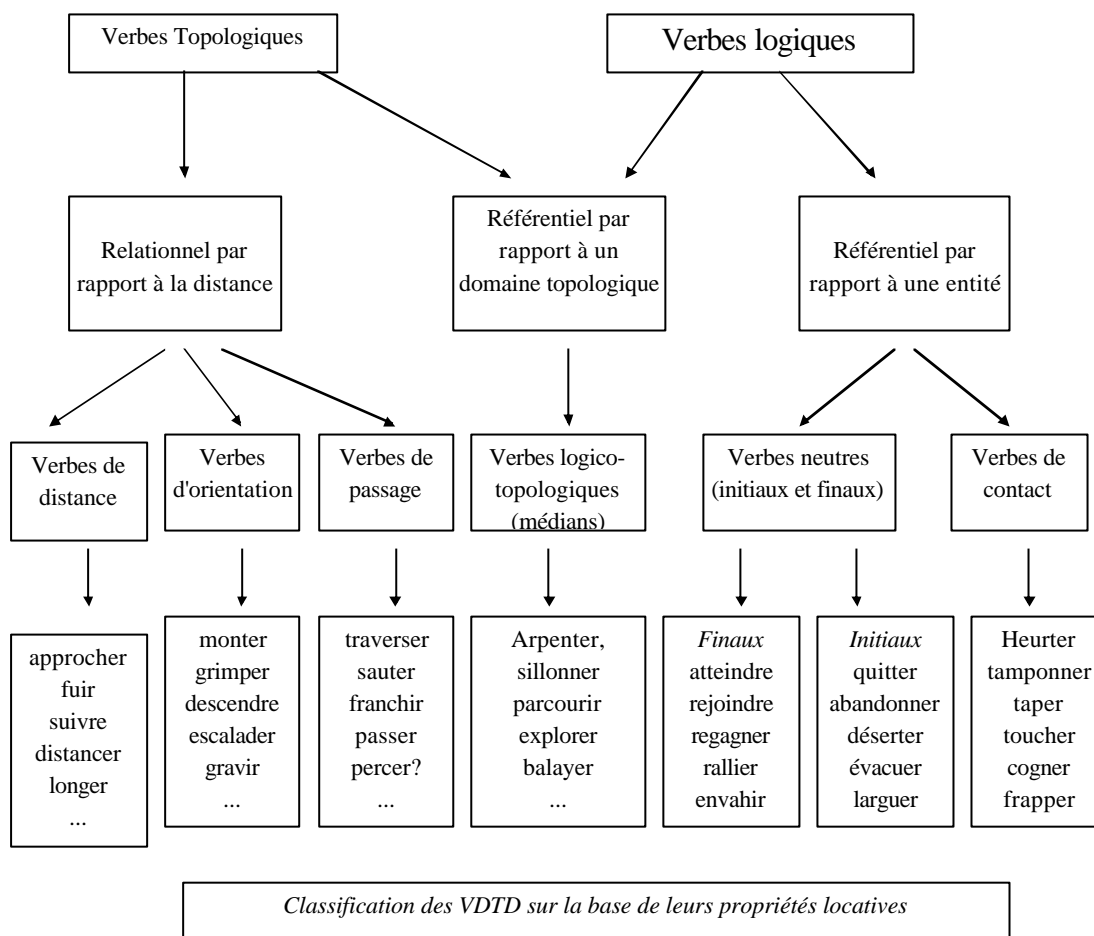 Verbes Topologiques
Verbes logiques
Relationnel par
rapport à la distance
Référentiel par
rapport à un
domaine topologique
Référentiel par
rapport à une entité
Verbes de
distance
Verbes
d'orientation
Verbes de
passage
Verbes logico-
topologiques
(médians)
Verbes neutres
(initiaux et finaux)
Verbes de
contact
approcher
fuir
suivre
distancer
longer
...
monter
grimper
descendre
escalader
gravir
...
traverser
sauter
franchir
passer
percer?
...
Arpenter,
sillonner
parcourir
explorer
balayer
...
Finaux
atteindre
rejoindre
regagner
rallier
envahir
Initiaux
quitter
abandonner
déserter
évacuer
larguer
Heurter
tamponner
taper
toucher
cogner
frapper
Classification des VDTD sur la base de leurs propriétés locatives